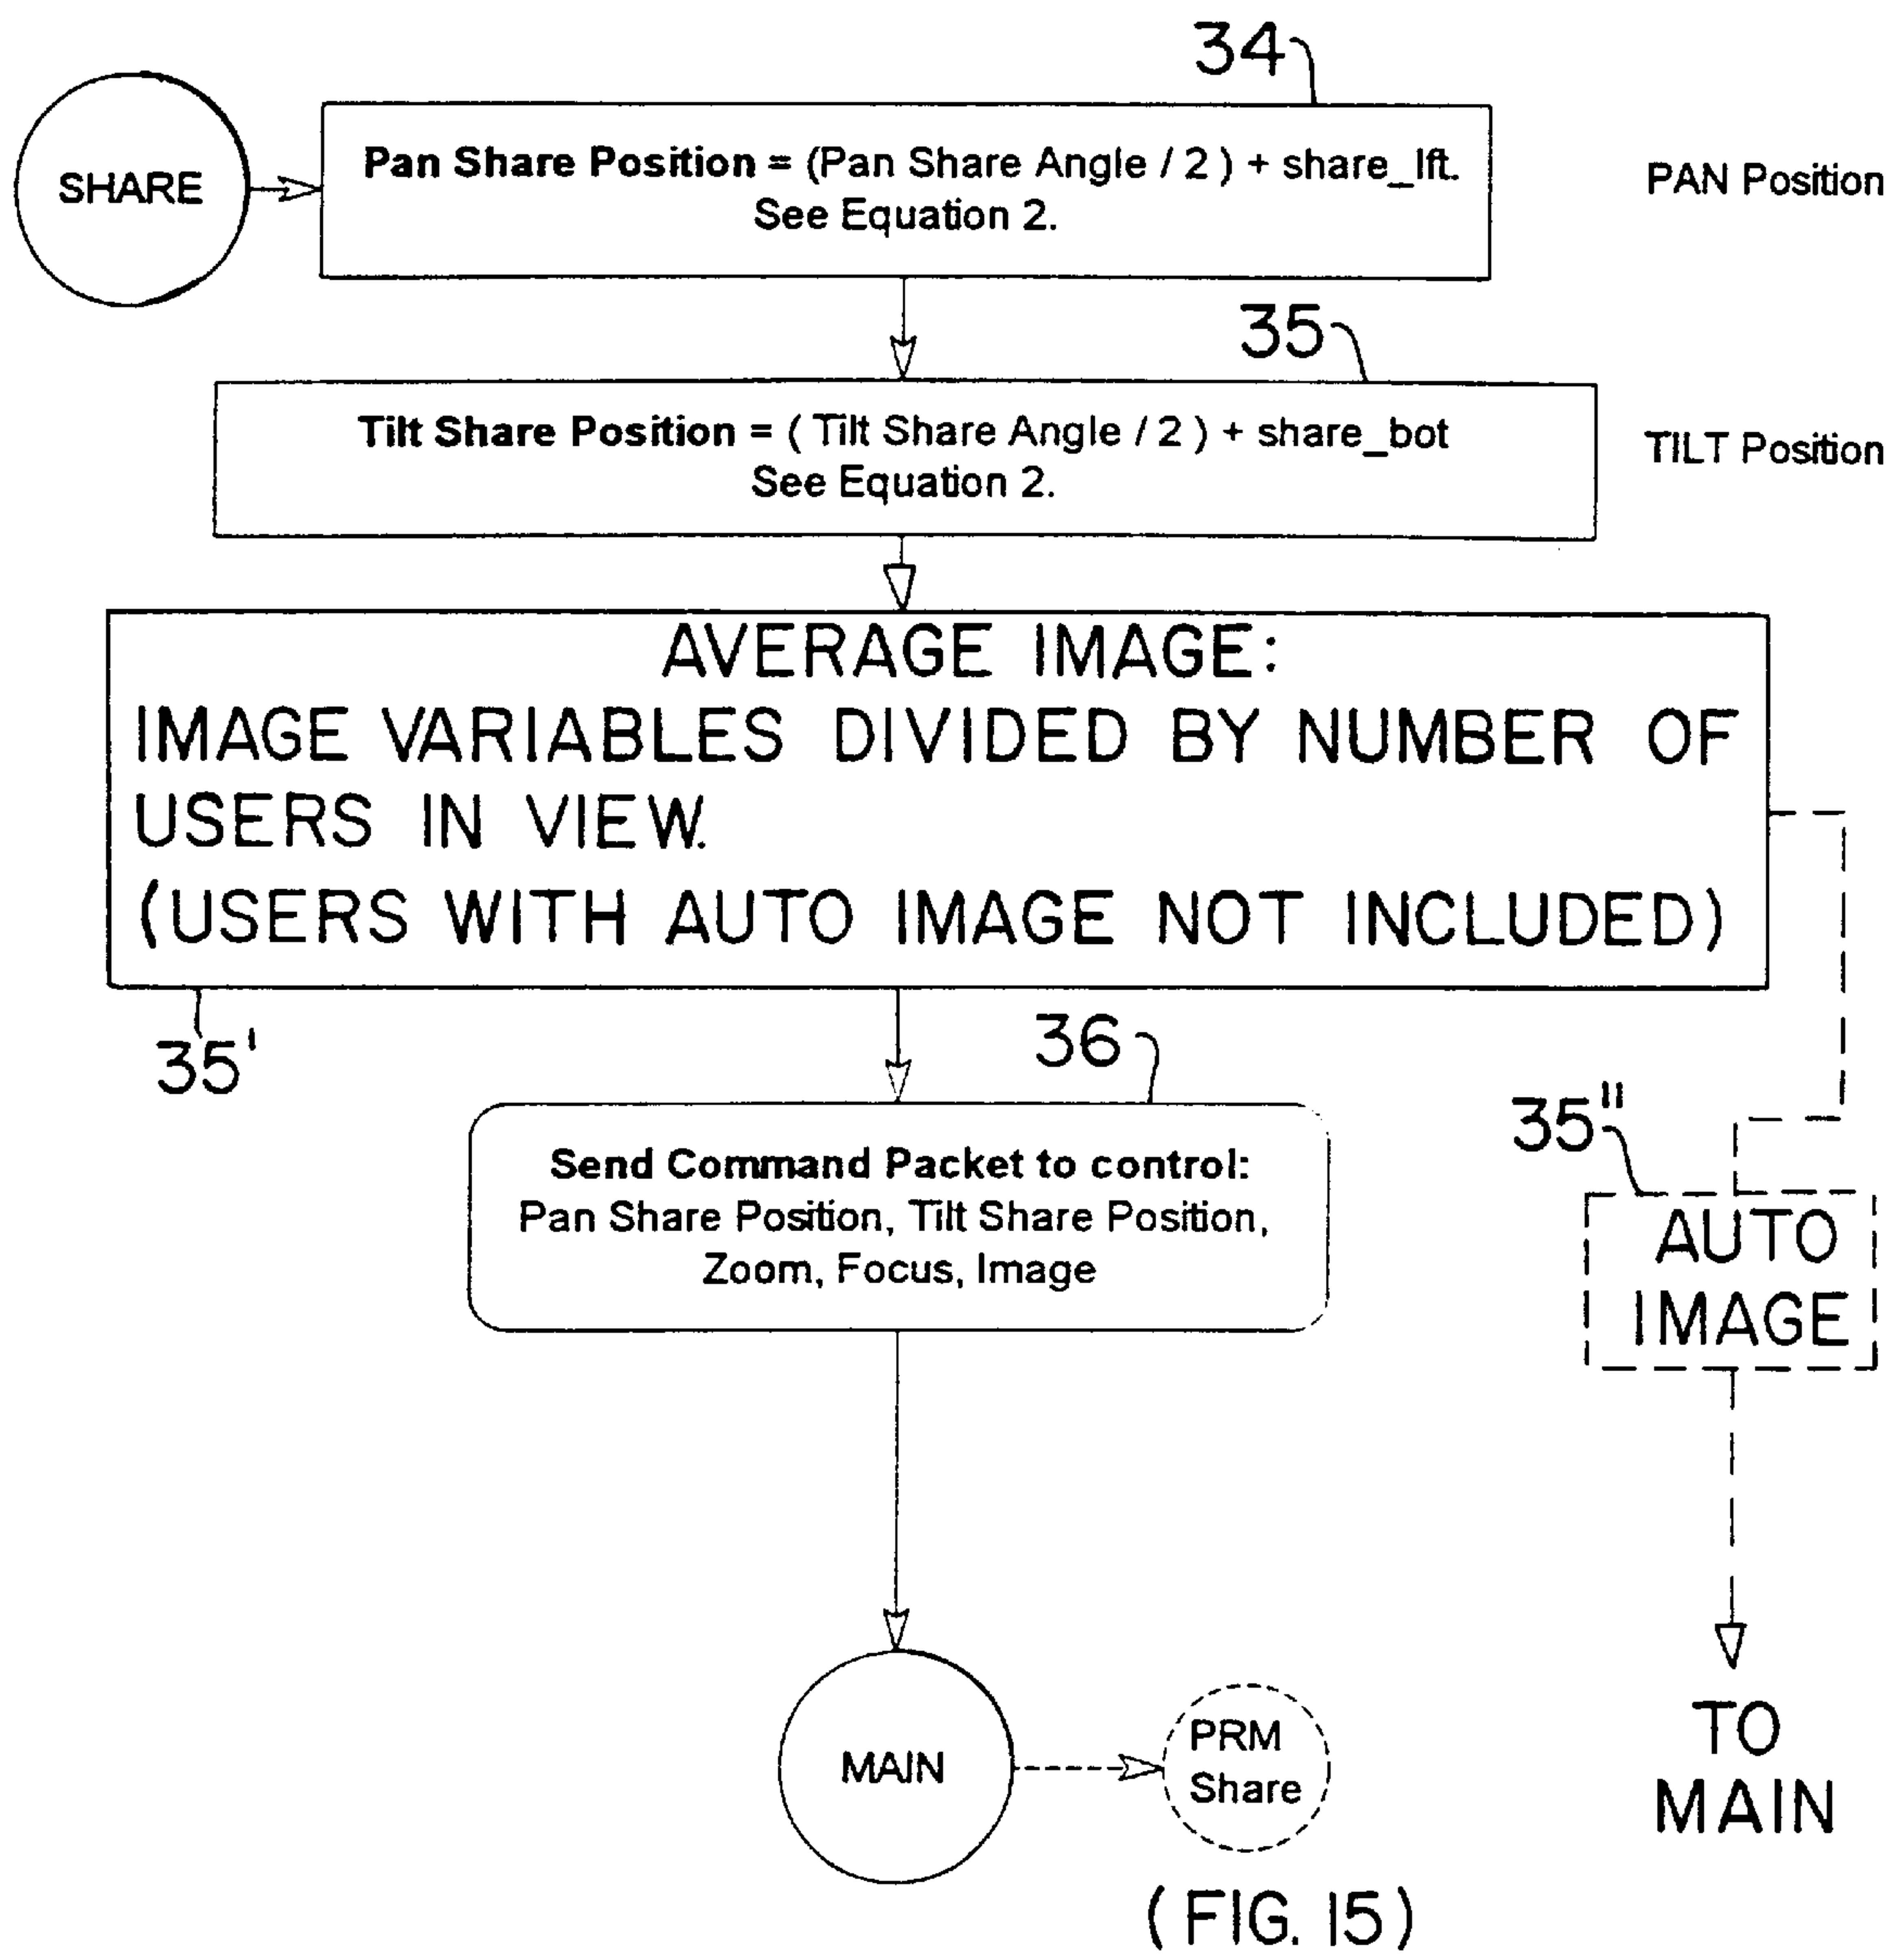 34
SHARE
Pan Share Position = (Pan Share Angle / 2 ) + share_lft.
See Equation 2.
PAN Position
35
Tilt Share Position = ( Tilt Share Angle / 2 ) + share_bot
See Equation 2.
TILT Position
AVERAGE IMAGE:
IMAGE VARIABLES DIVIDED BY NUMBER OF
USERS IN VIEW.
(USERS WITH AUTO IMAGE NOT INCLUDED)
35'
36
Send Command Packet to control:
Pan Share Position, Tilt Share Position,
Zoom, Focus, Image
35"
AUTO
IMAGE
MAIN
PRM
Share
TO
MAIN
(FIG. 15)